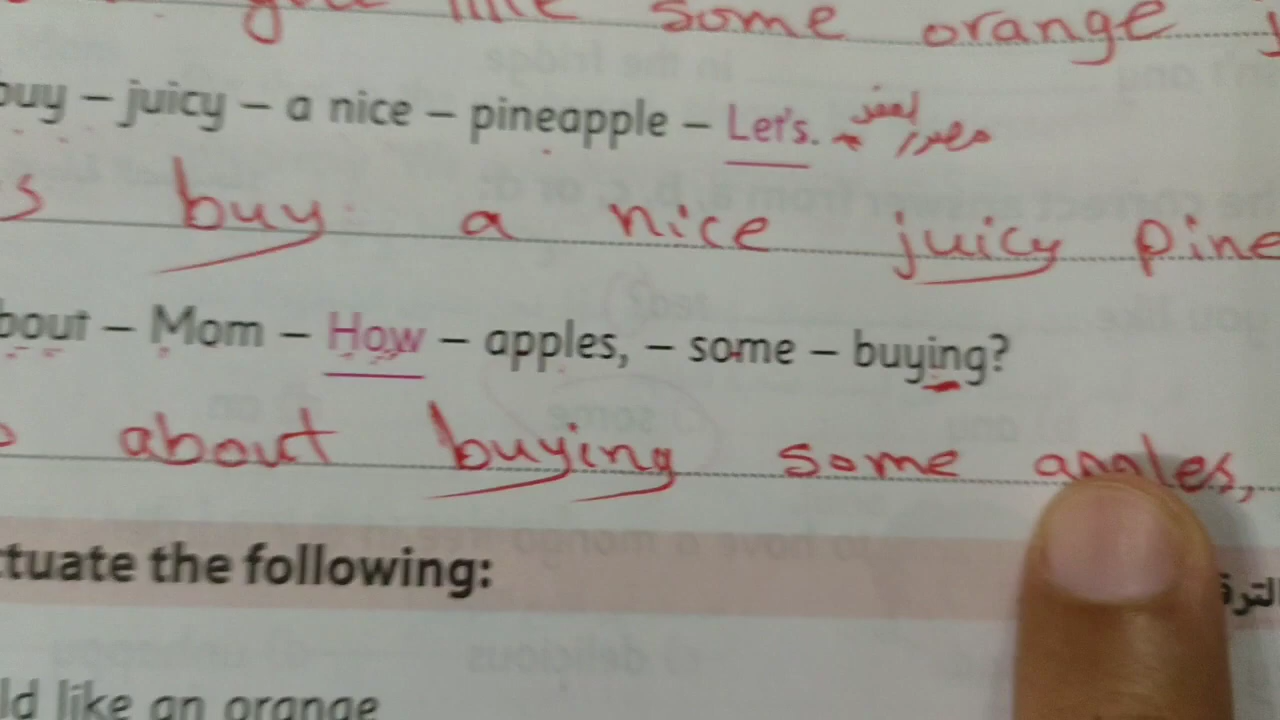 some orange
buy – juicy – a nice – pineapple – Let's. مصدر الفعل
s buy a nice juicy pine
bout – Mom – How – apples, – some – buying?
about buying some apples,
ctuate the following:
ld like an orange